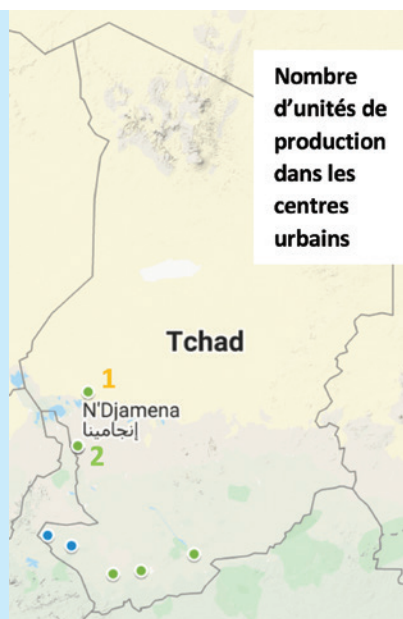 Nombre
d’unités de
production
dans les
centres
urbains
Tchad
1
N'Djamena
إنجامينا
2